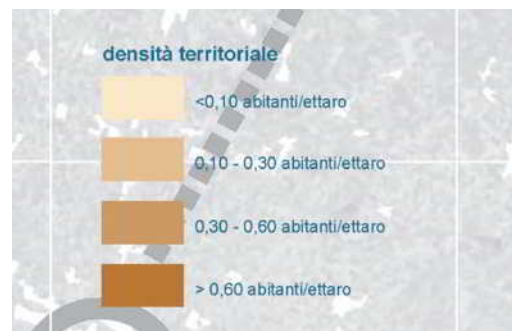 densità territoriale
<0,10 abitanti/ettaro
0,10 - 0,30 abitanti/ettaro
0,30 - 0,60 abitanti/ettaro
> 0,60 abitanti/ettaro